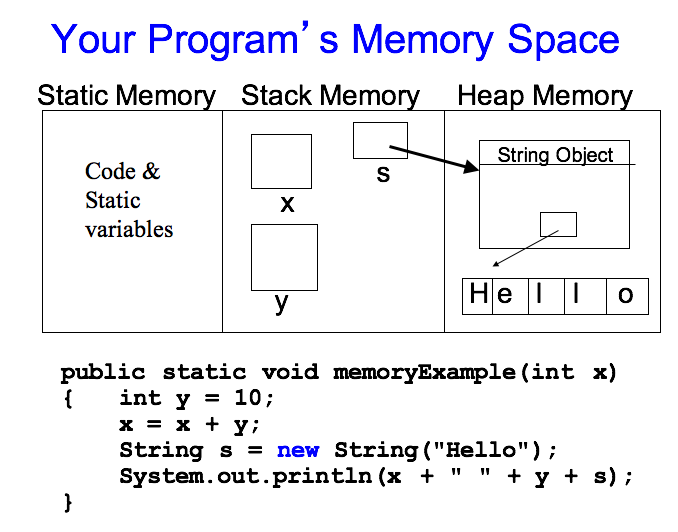 Your Program’s Memory Space
Static Memory Stack Memory Heap Memory
Code &
Static
variables
x
y
s
String Object
H e l l o
public static void memoryExample(int x)
{ int y = 10;
x = x + y;
String s = new String("Hello");
System.out.println(x + " " + y + s);
}